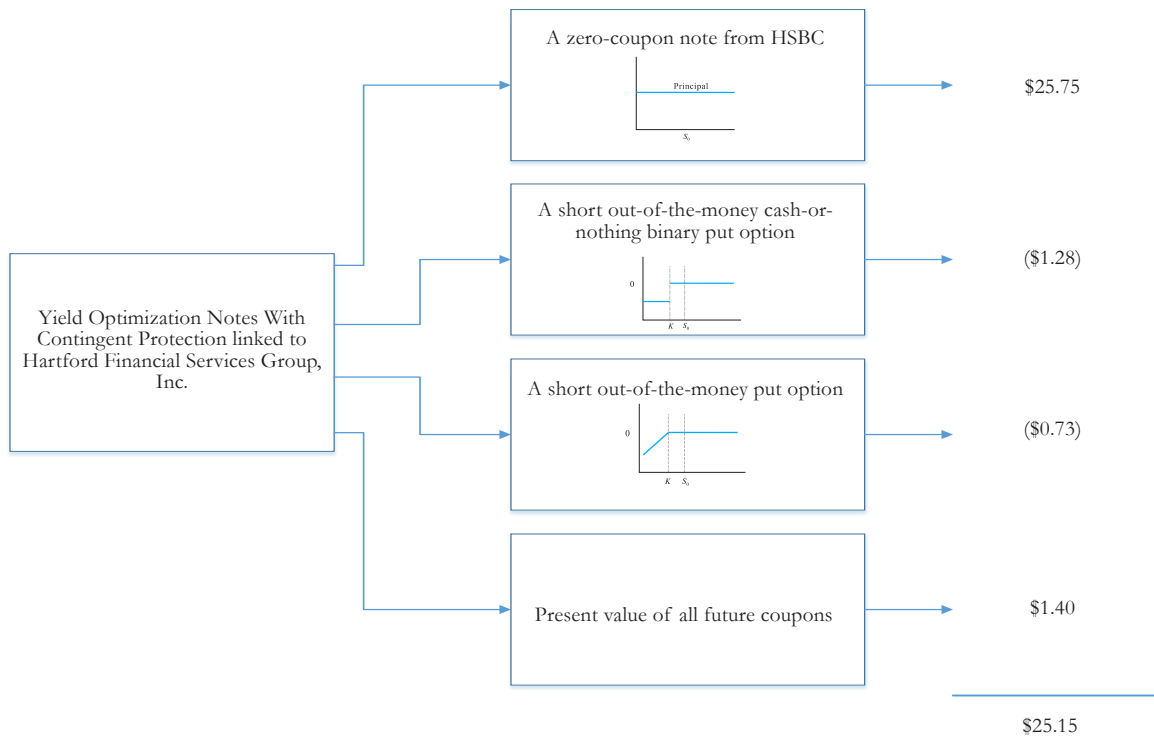 A zero-coupon note from HSBC
Principal
S0
$25.75
A short out-of-the-money cash-or-
nothing binary put option
0
K S0
($1.28)
Yield Optimization Notes With
Contingent Protection linked to
Hartford Financial Services Group,
Inc.
A short out-of-the-money put option
0
K S0
($0.73)
Present value of all future coupons
$1.40
$25.15